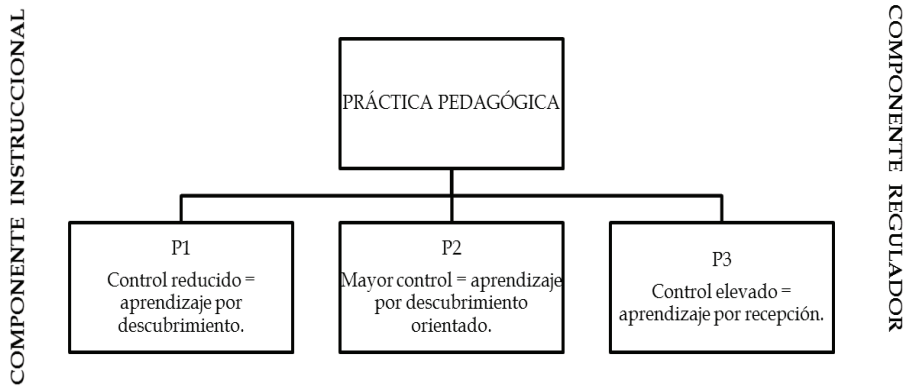 COMPONENTE INSTRUCCIONAL
PRÁCTICA PEDAGÓGICA
P1
Control reducido =
aprendizaje por
descubrimiento.
P2
Mayor control = aprendizaje
por descubrimiento
orientado.
P3
Control elevado =
aprendizaje por recepción.
COMPONENTE REGULADOR